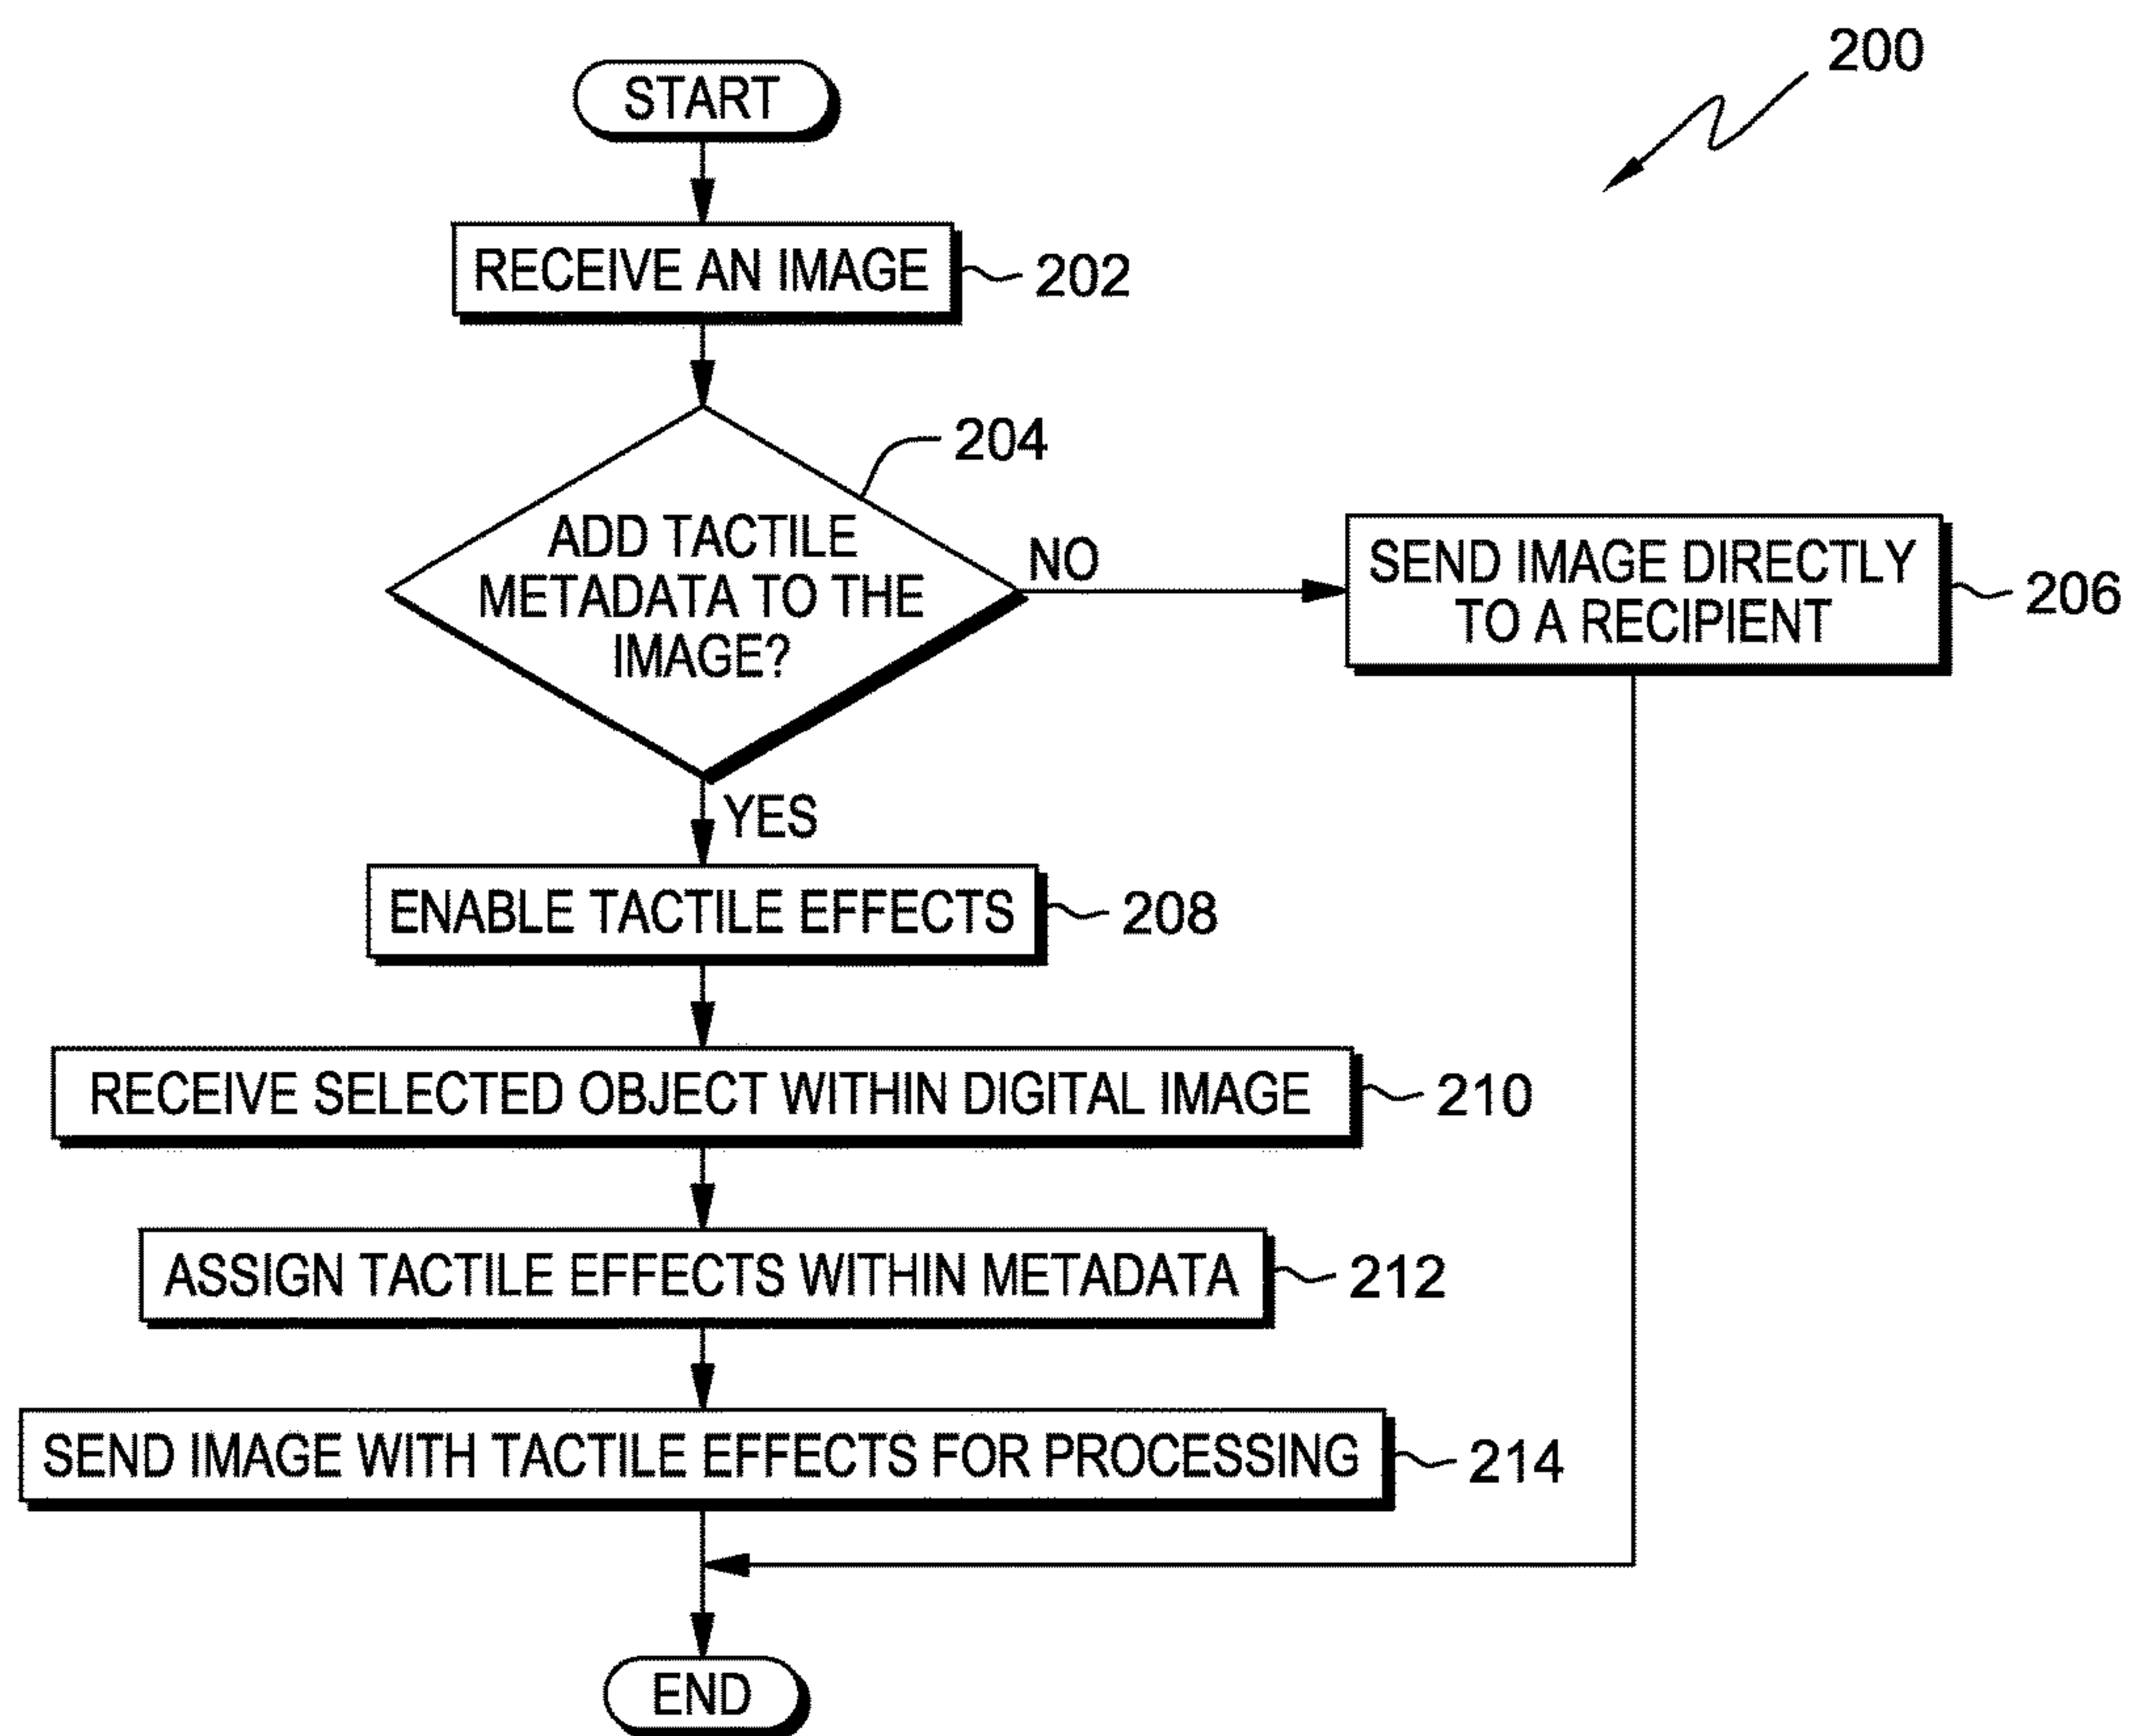 200
START
RECEIVE AN IMAGE
202
204
ADD TACTILE
METADATA TO THE
IMAGE?
NO
SEND IMAGE DIRECTLY
TO A RECIPIENT
206
YES
ENABLE TACTILE EFFECTS
208
RECEIVE SELECTED OBJECT WITHIN DIGITAL IMAGE
210
ASSIGN TACTILE EFFECTS WITHIN METADATA
212
SEND IMAGE WITH TACTILE EFFECTS FOR PROCESSING
214
END